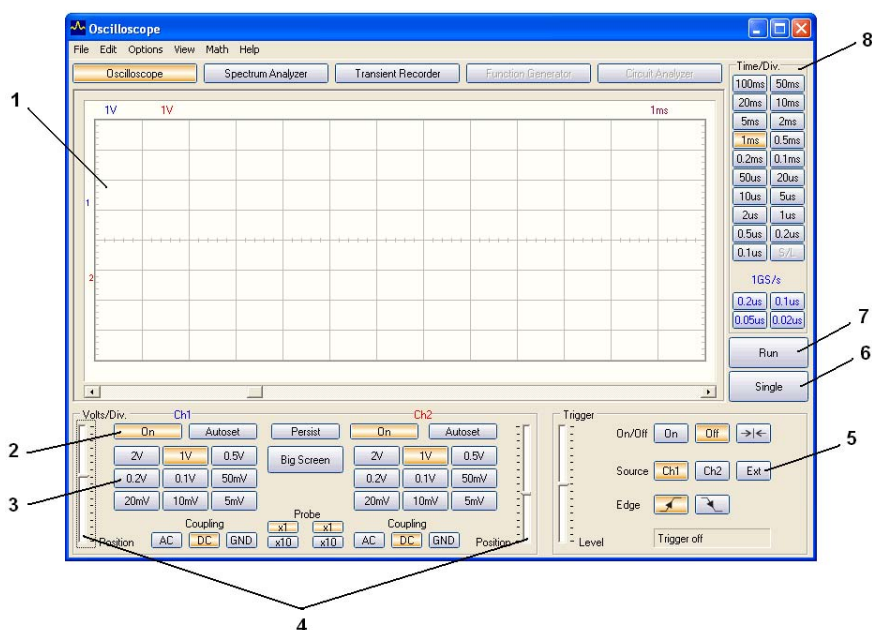 Oscilloscope
File Edit Options View Math Help
Oscilloscope Spectrum Analyzer Transient Recorder Function Generator Circuit Analyzer
1V 1V 1ms
1
2
Time/Div.
100ms 50ms
20ms 10ms
5ms 2ms
1ms 0.5ms
0.2ms 0.1ms
50us 20us
10us 5us
2us 1us
0.5us 0.2us
0.1us S/L
1GS/s
0.2us 0.1us
0.05us 0.02us
Run
Single
Volts/Div. Ch1 Ch2
On Autoset Persist On Autoset
2V 1V 0.5V Big Screen 2V 1V 0.5V
0.2V 0.1V 50mV 0.2V 0.1V 50mV
20mV 10mV 5mV 20mV 10mV 5mV
Probe
Coupling x1 x1 Coupling
Position AC DC GND x10 x10 AC DC GND Position
Trigger
On/Off On Off
Source Ch1 Ch2 Ext
Edge
Level Trigger off
1
2
3
4
5
6
7
8